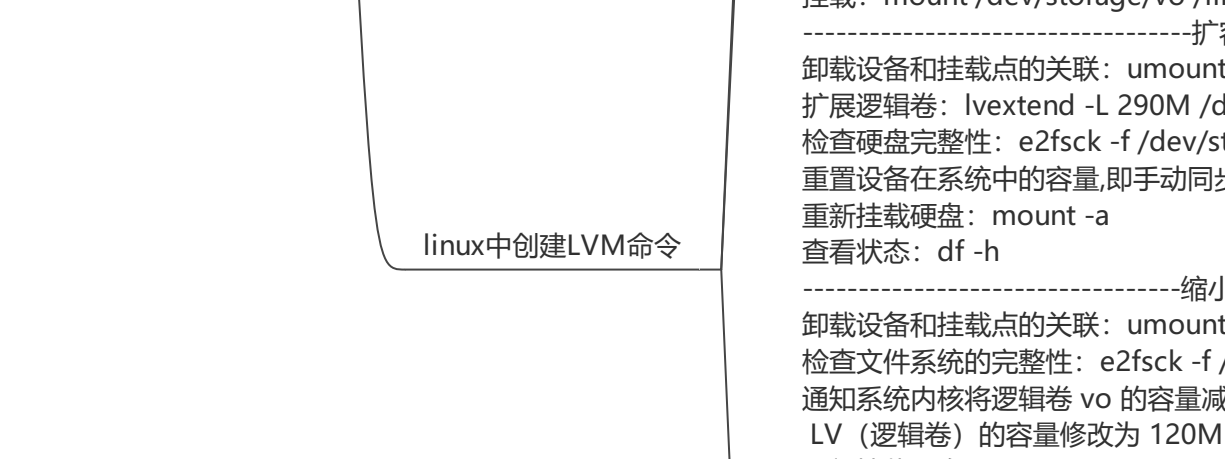 挂载：mount /dev/storage/vo /m
----------------------------------扩容
卸载设备和挂载点的关联：umount
扩展逻辑卷：lvextend -L 290M /d
检查硬盘完整性：e2fsck -f /dev/st
重置设备在系统中的容量,即手动同步
重新挂载硬盘：mount -a
linux中创建LVM命令
查看状态：df -h
---------------------------------缩小
卸载设备和挂载点的关联：umount
检查文件系统的完整性：e2fsck -f /
通知系统内核将逻辑卷 vo 的容量减
LV（逻辑卷）的容量修改为 120M